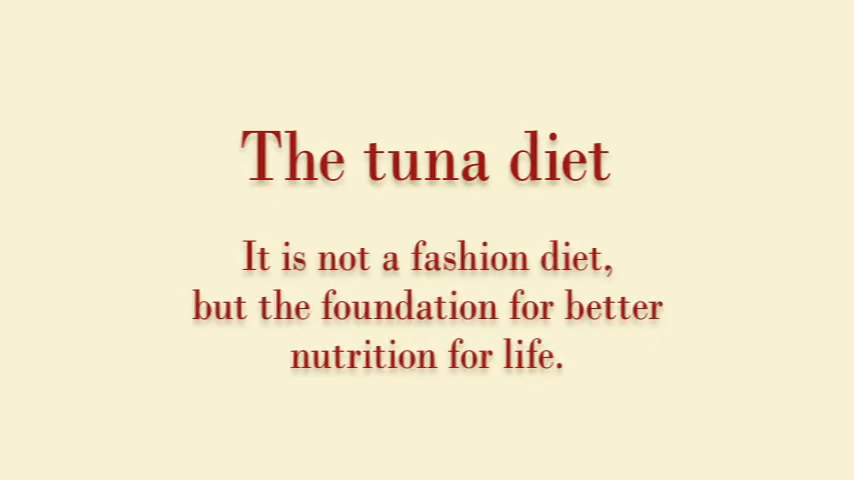 The tuna diet
It is not a fashion diet,
but the foundation for better
nutrition for life.